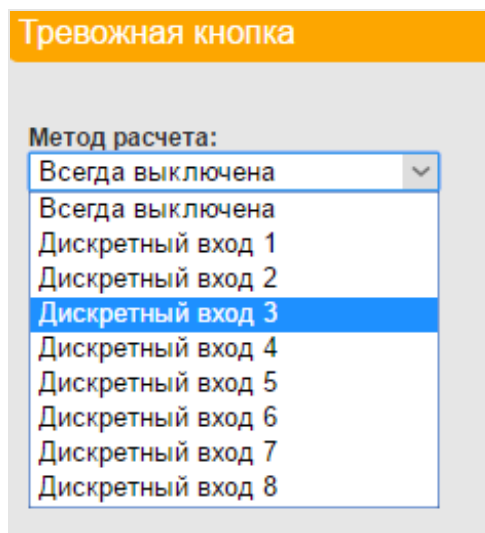 Тревожная кнопка
Метод расчета:
Всегда выключена
Всегда выключена
Дискретный вход 1
Дискретный вход 2
Дискретный вход 3
Дискретный вход 4
Дискретный вход 5
Дискретный вход 6
Дискретный вход 7
Дискретный вход 8